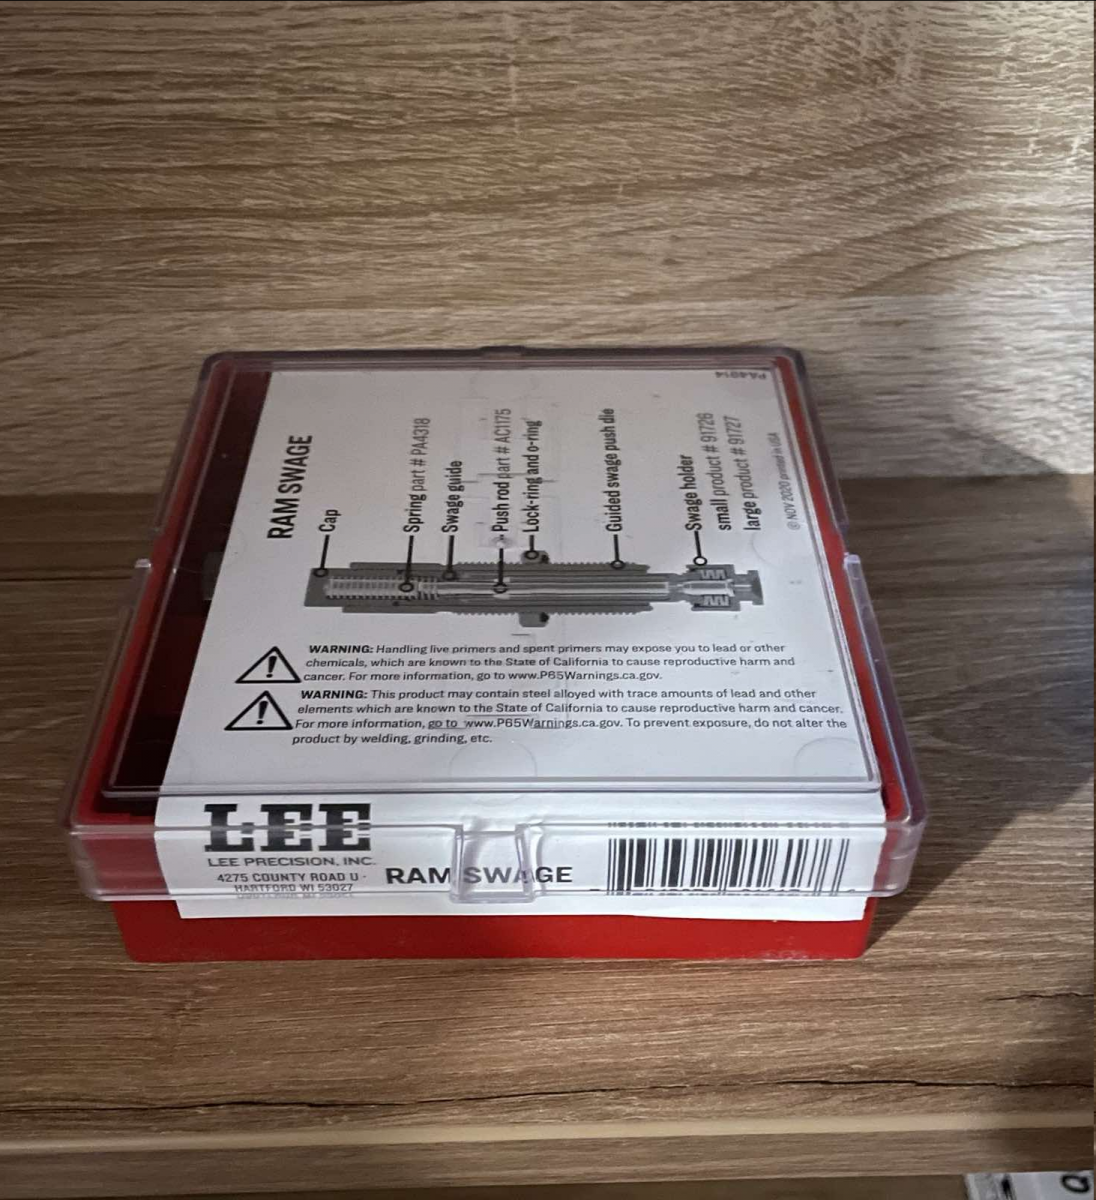 RAM SWAGE
Cap
Spring part # PA4318
Swage guide
Push rod part # AC1175
Lock-ring and o-ring
Guided swage push die
Swage holder
small product # 91726
large product # 91727
© NOV 2020 printed in USA
PA4014
WARNING: Handling live primers and spent primers may expose you to lead or other
chemicals, which are known to the State of California to cause reproductive harm and
cancer. For more information, go to www.P65Warnings.ca.gov.
WARNING: This product may contain steel alloyed with trace amounts of lead and other
elements which are known to the State of California to cause reproductive harm and cancer.
For more information, go to www.P65Warnings.ca.gov. To prevent exposure, do not alter the
product by welding, grinding, etc.
LEE
LEE PRECISION, INC.
4275 COUNTY ROAD U -
HARTFORD WI 53027
RAM SWAGE